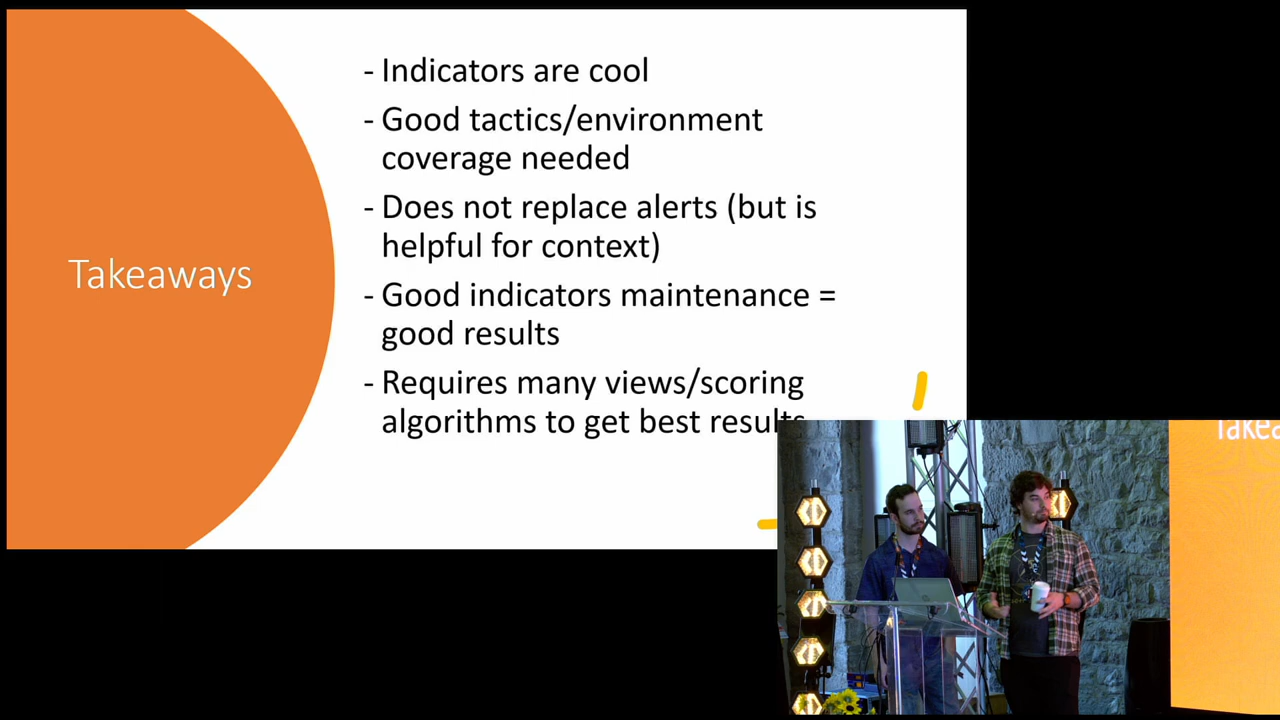 Takeaways
- Indicators are cool
- Good tactics/environment
coverage needed
- Does not replace alerts (but is
helpful for context)
- Good indicators maintenance =
good results
- Requires many views/scoring
algorithms to get best results